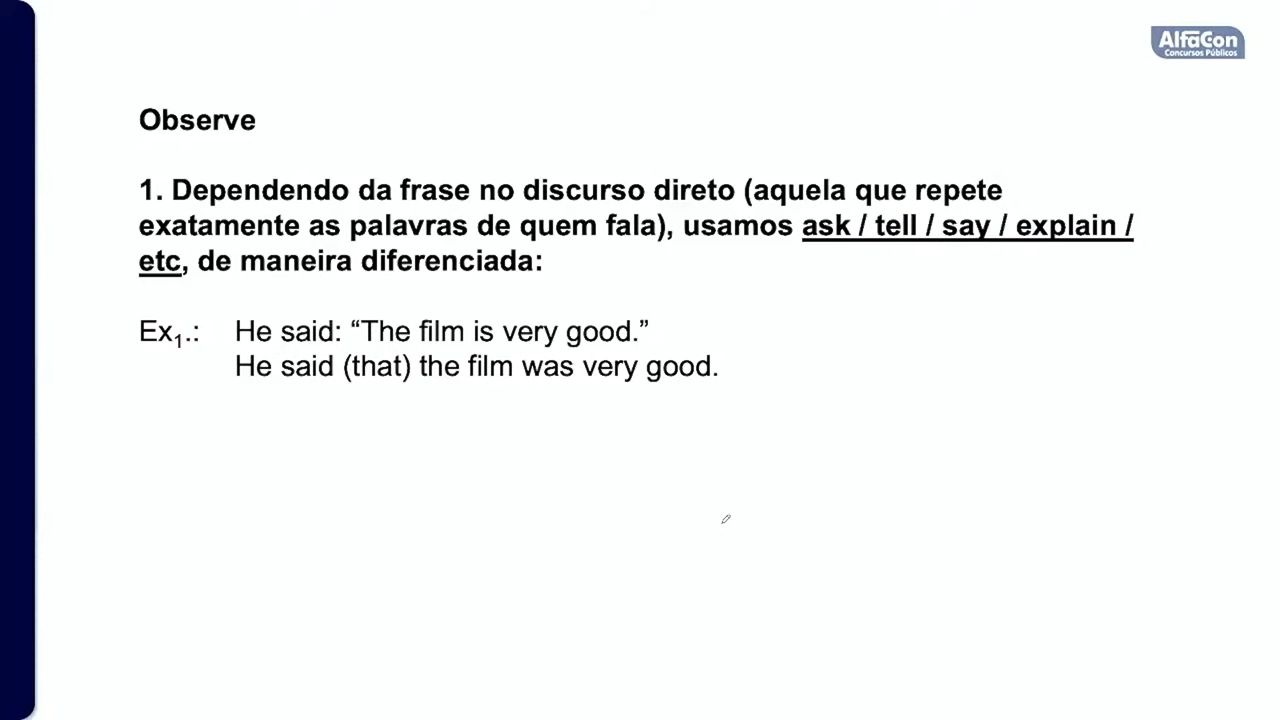 AlfaCon
Concursos Públicos
Observe
1. Dependendo da frase no discurso direto (aquela que repete
exatamente as palavras de quem fala), usamos ask / tell / say / explain /
etc, de maneira diferenciada:
Ex1.: He said: “The film is very good.”
He said (that) the film was very good.